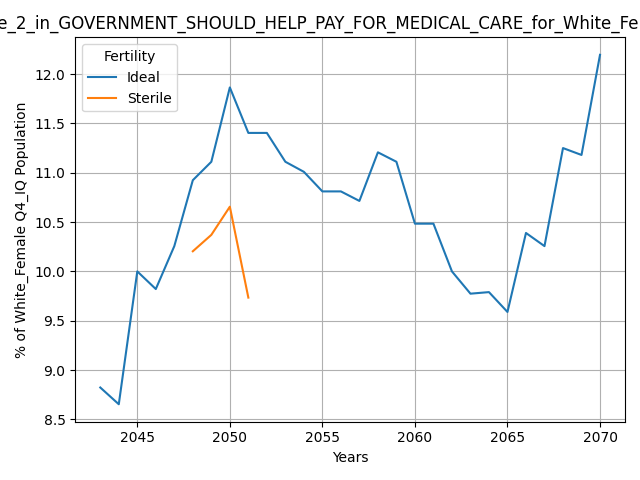 e_2_in_GOVERNMENT_SHOULD_HELP_PAY_FOR_MEDICAL_CARE_for_White_Fe
Fertility
Ideal
Sterile
% of White_Female Q4_IQ Population
12.0
11.5
11.0
10.5
10.0
9.5
9.0
8.5
2045 2050 2055 2060 2065 2070
Years